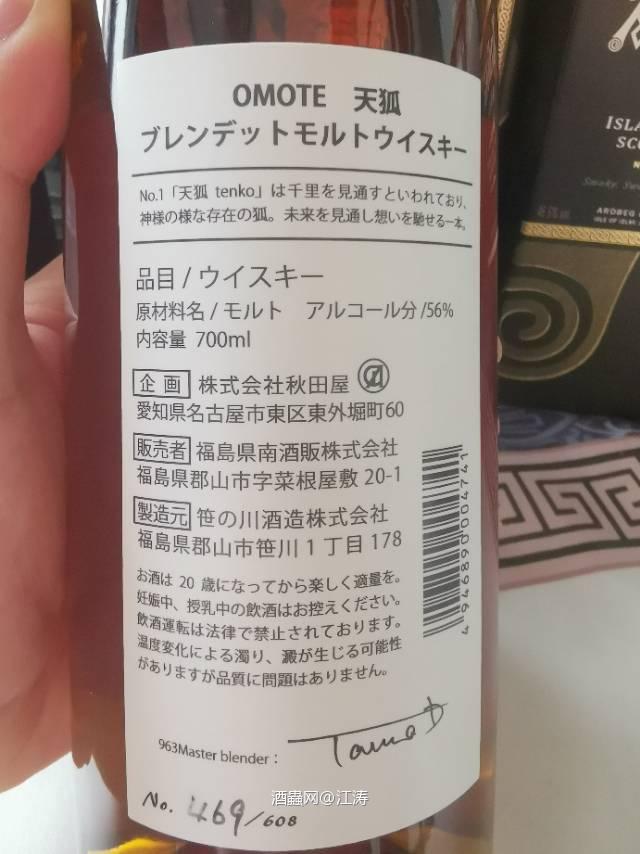 OMOTE 天狐
ブレンデットモルトウイスキー
No.1「天狐 tenko」は千里を見通すといわれており、
神様の様な存在の狐。未来を見通し想いを馳せる一本。
品目/ウイスキー
原材料名/モルト アルコール分/56%
内容量 700ml
企画 株式会社秋田屋
愛知県名古屋市東区東外堀町60
販売者 福島県南酒販株式会社
福島県郡山市字菜根屋敷 20-1
製造元 笹の川酒造株式会社
福島県郡山市笹川1丁目178
お酒は 20 歳になってから楽しく適量を。
妊娠中、授乳中の飲酒はお控えください。
飲酒運転は法律で禁止されております。
温度変化による濁り、澱が生じる可能性
がありますが品質に問題はありません。
4946890004741
963Master blender :
No. 469/608
酒蟲网@江涛
ISLA
SCO
ARDBEG